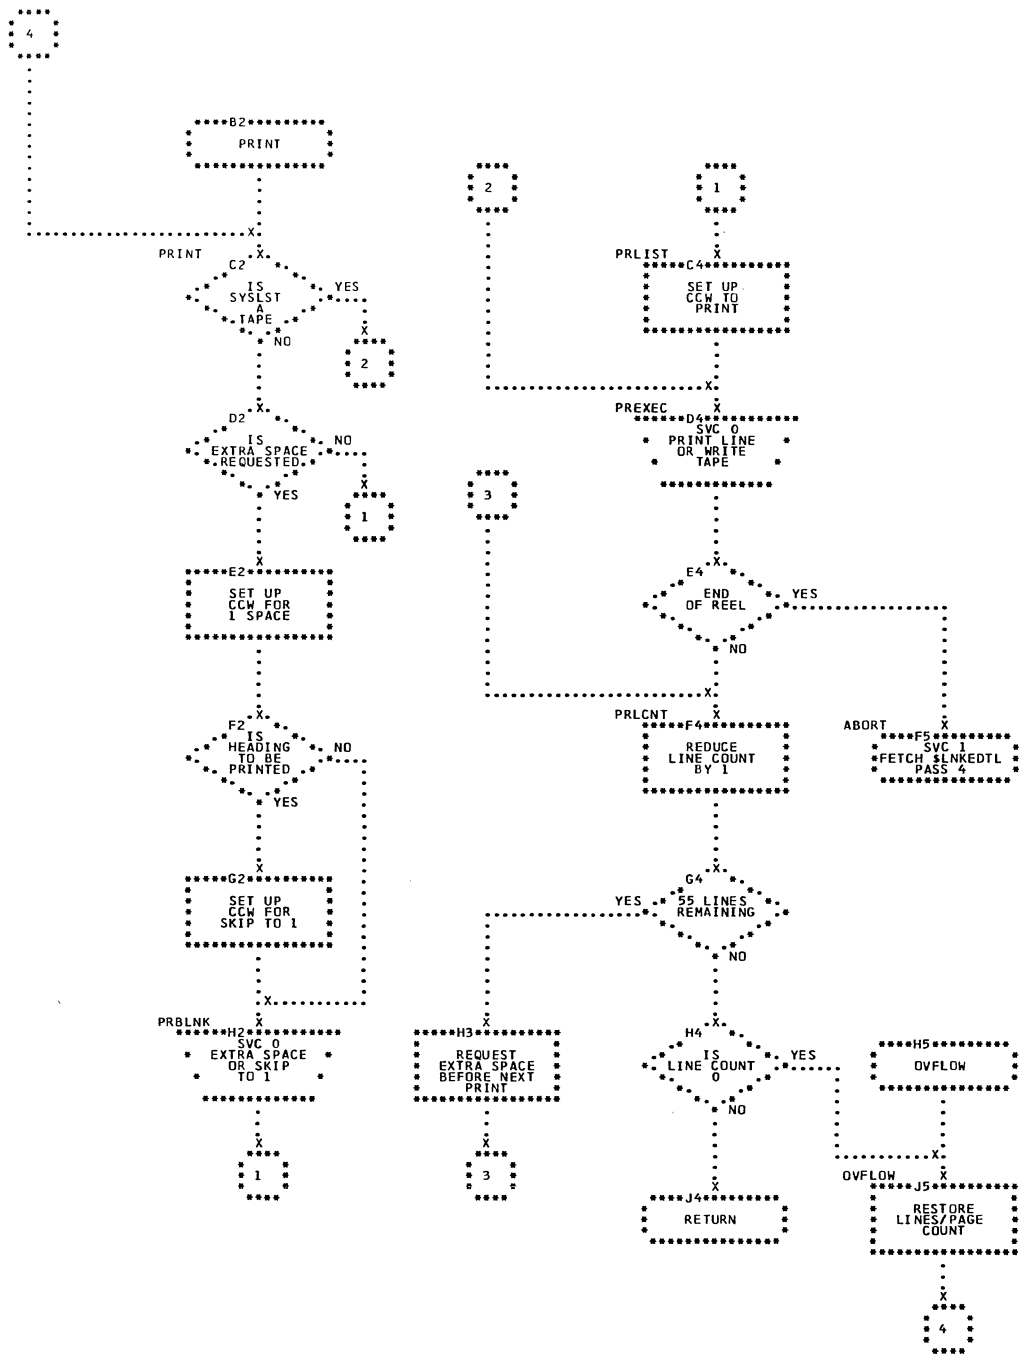 4
B2
PRINT
PRINT
C2
IS
SYSLST
A
TAPE
YES
NO
2
D2
IS
EXTRA SPACE
REQUESTED
NO
YES
1
E2
SET UP
CCW FOR
1 SPACE
F2
IS
HEADING
TO BE
PRINTED
NO
YES
G2
SET UP
CCW FOR
SKIP TO 1
PRBLNK
H2
SVC 0
EXTRA SPACE
OR SKIP
TO 1
1
2
1
PRLIST
C4
SET UP
CCW TO
PRINT
PREXEC
D4
SVC 0
PRINT LINE
OR WRITE
TAPE
3
E4
END
OF REEL
YES
NO
PRLCNT
F4
REDUCE
LINE COUNT
BY 1
ABORT
F5
SVC 1
FETCH $LNKEDTL
PASS 4
G4
55 LINES
REMAINING
YES
NO
H3
REQUEST
EXTRA SPACE
BEFORE NEXT
PRINT
3
H4
IS
LINE COUNT
0
YES
NO
H5
OVFLOW
J4
RETURN
OVFLOW
J5
RESTORE
LINES/PAGE
COUNT
4